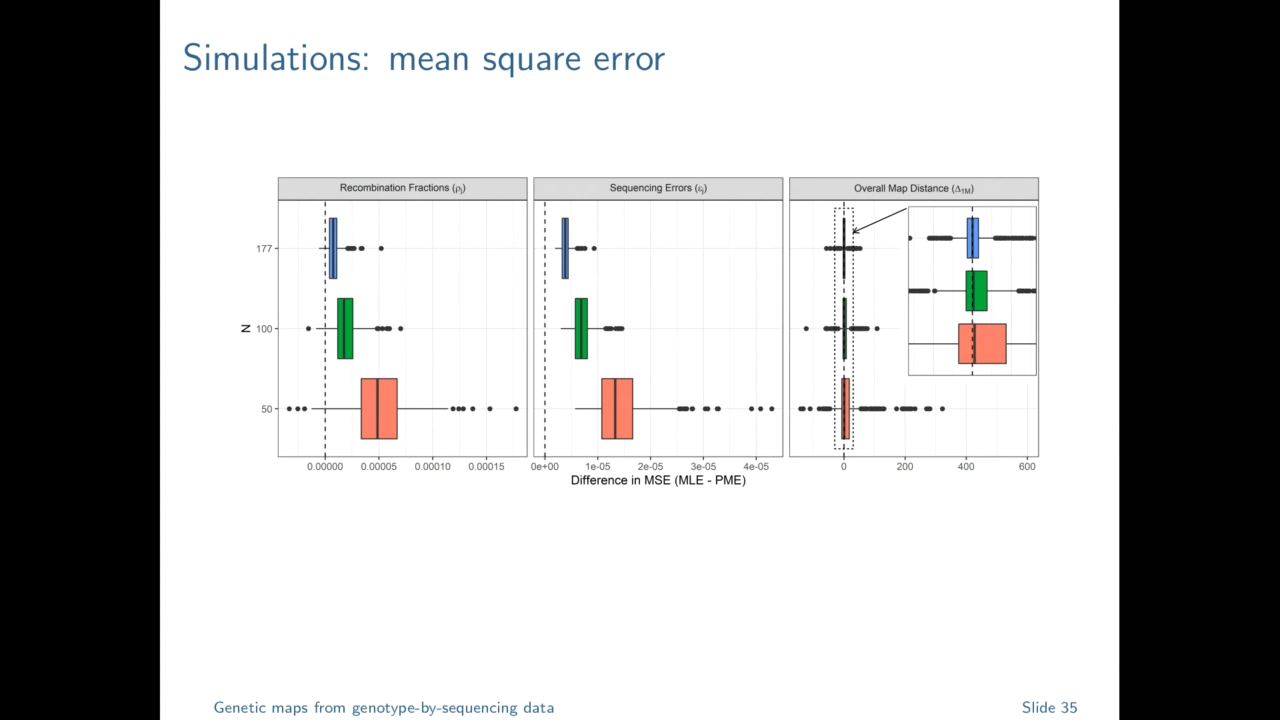 Simulations: mean square error
Recombination Fractions (ρj)
Sequencing Errors (εj)
Overall Map Distance (Δ1M)
N
177
100
50
0.00000 0.00005 0.00010 0.00015
0e+00 1e-05 2e-05 3e-05 4e-05
0 200 400 600
Difference in MSE (MLE - PME)
Genetic maps from genotype-by-sequencing data
Slide 35